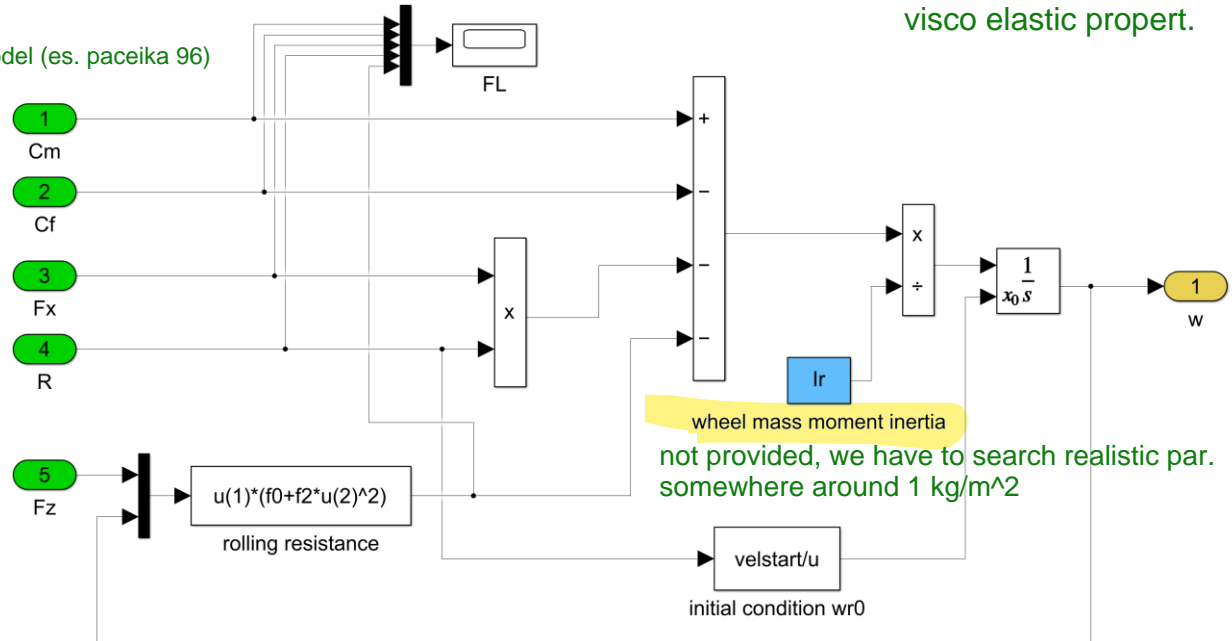 visco elastic propert.
del (es. paceika 96)
FL
1
Cm
+
2
Cf
−
3
Fx
x
−
x
÷
1
s
x0
1
w
4
R
−
Ir
wheel mass moment inertia
not provided, we have to search realistic par.
somewhere around 1 kg/m^2
5
Fz
u(1)*(f0+f2*u(2)^2)
rolling resistance
velstart/u
initial condition wr0